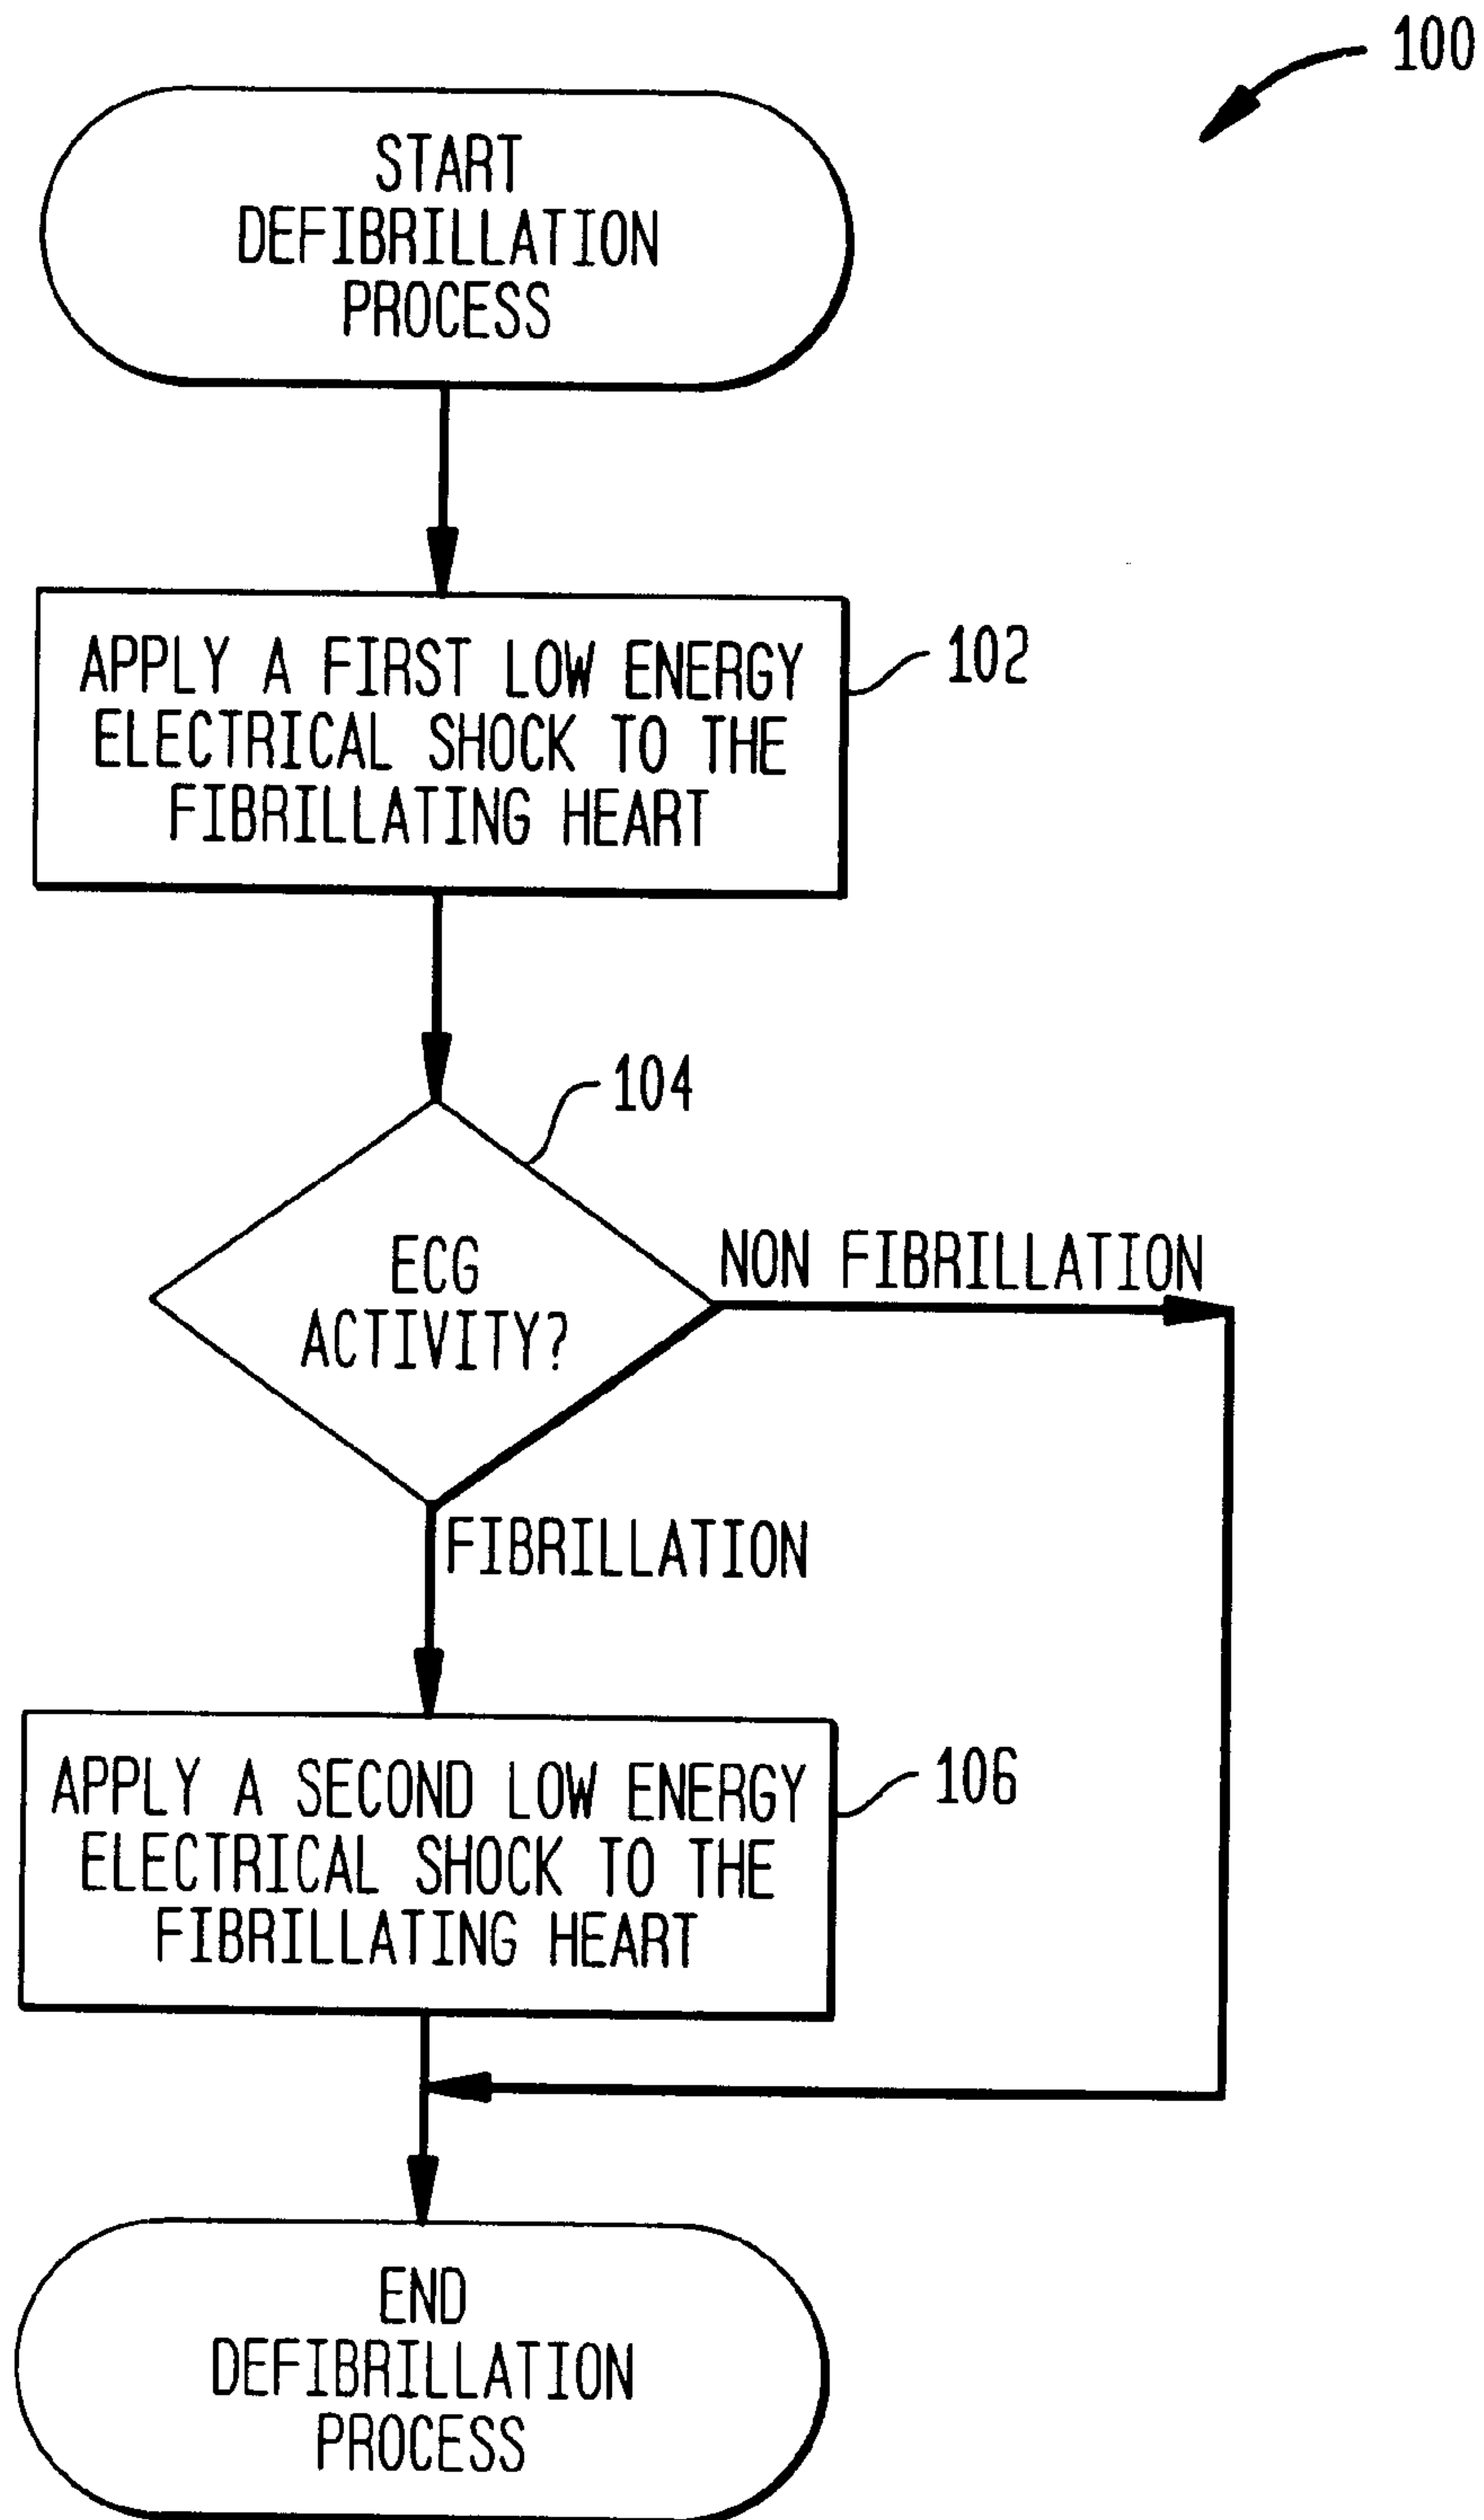 100
START
DEFIBRILLATION
PROCESS
APPLY A FIRST LOW ENERGY
ELECTRICAL SHOCK TO THE
FIBRILLATING HEART
102
104
ECG
ACTIVITY?
NON FIBRILLATION
FIBRILLATION
APPLY A SECOND LOW ENERGY
ELECTRICAL SHOCK TO THE
FIBRILLATING HEART
106
END
DEFIBRILLATION
PROCESS